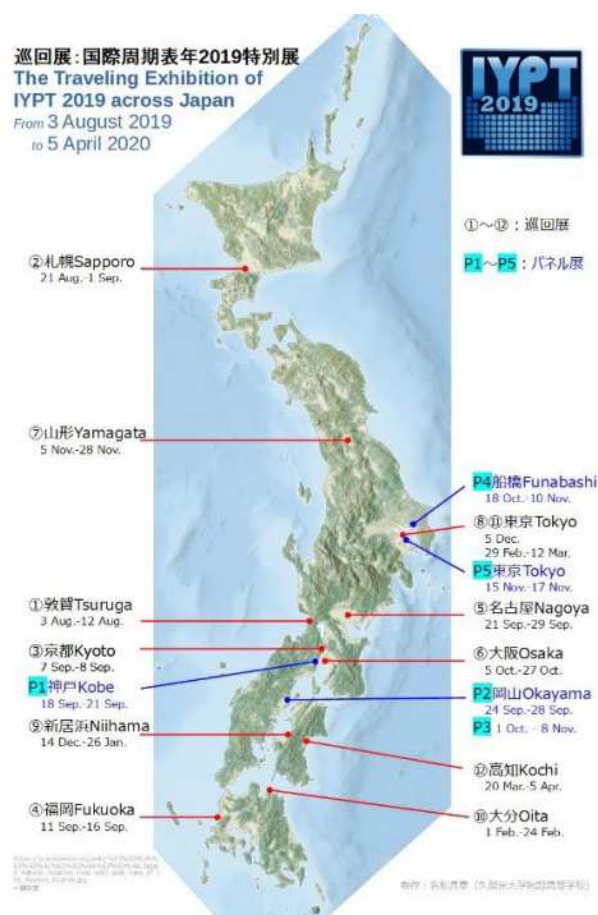 巡回展:国際周期表年2019特別展
The Traveling Exhibition of
IYPT 2019 across Japan
From 3 August 2019
to 5 April 2020
IYPT
2019
①～⑫:巡回展
P1～P5:パネル展
②札幌Sapporo
21 Aug.-1 Sep.
⑦山形Yamagata
5 Nov.-28 Nov.
P4船橋Funabashi
18 Oct.-10 Nov.
⑧⑪東京Tokyo
5 Dec.
29 Feb.-12 Mar.
P5東京Tokyo
15 Nov.-17 Nov.
①敦賀Tsuruga
3 Aug.-12 Aug.
⑤名古屋Nagoya
21 Sep.-29 Sep.
③京都Kyoto
7 Sep.-8 Sep.
⑥大阪Osaka
5 Oct.-27 Oct.
P1神戸Kobe
18 Sep.-21 Sep.
P2岡山Okayama
24 Sep.-28 Sep.
P3 1 Oct. - 8 Nov.
⑨新居浜Niihama
14 Dec.-26 Jan.
⑫高知Kochi
20 Mar.-5 Apr.
④福岡Fukuoka
11 Sep.-16 Sep.
⑩大分Oita
1 Feb.-24 Feb.